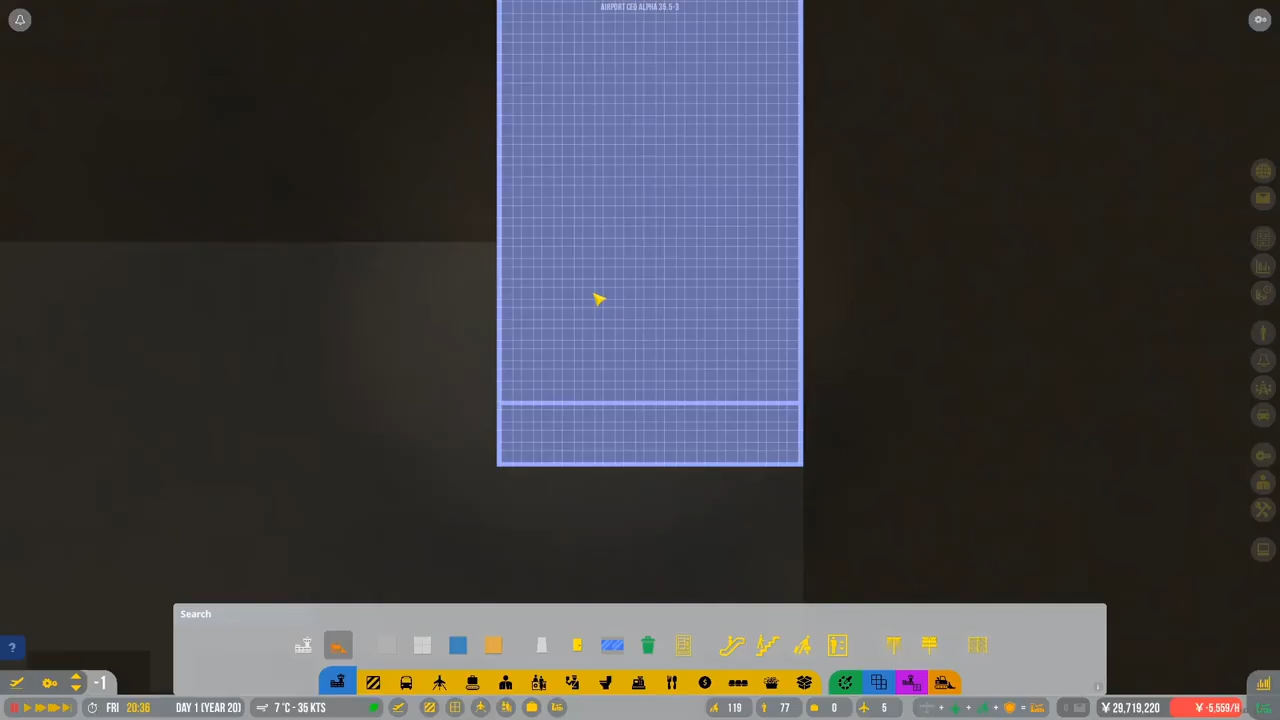 AIRPORT CEO ALPHA 35.5-3
Search
?
-1
FRI 20:36
DAY 1 (YEAR 20)
7 °C - 35 KTS
119
77
0
5
¥ 29,719,220
¥ -5,559/H